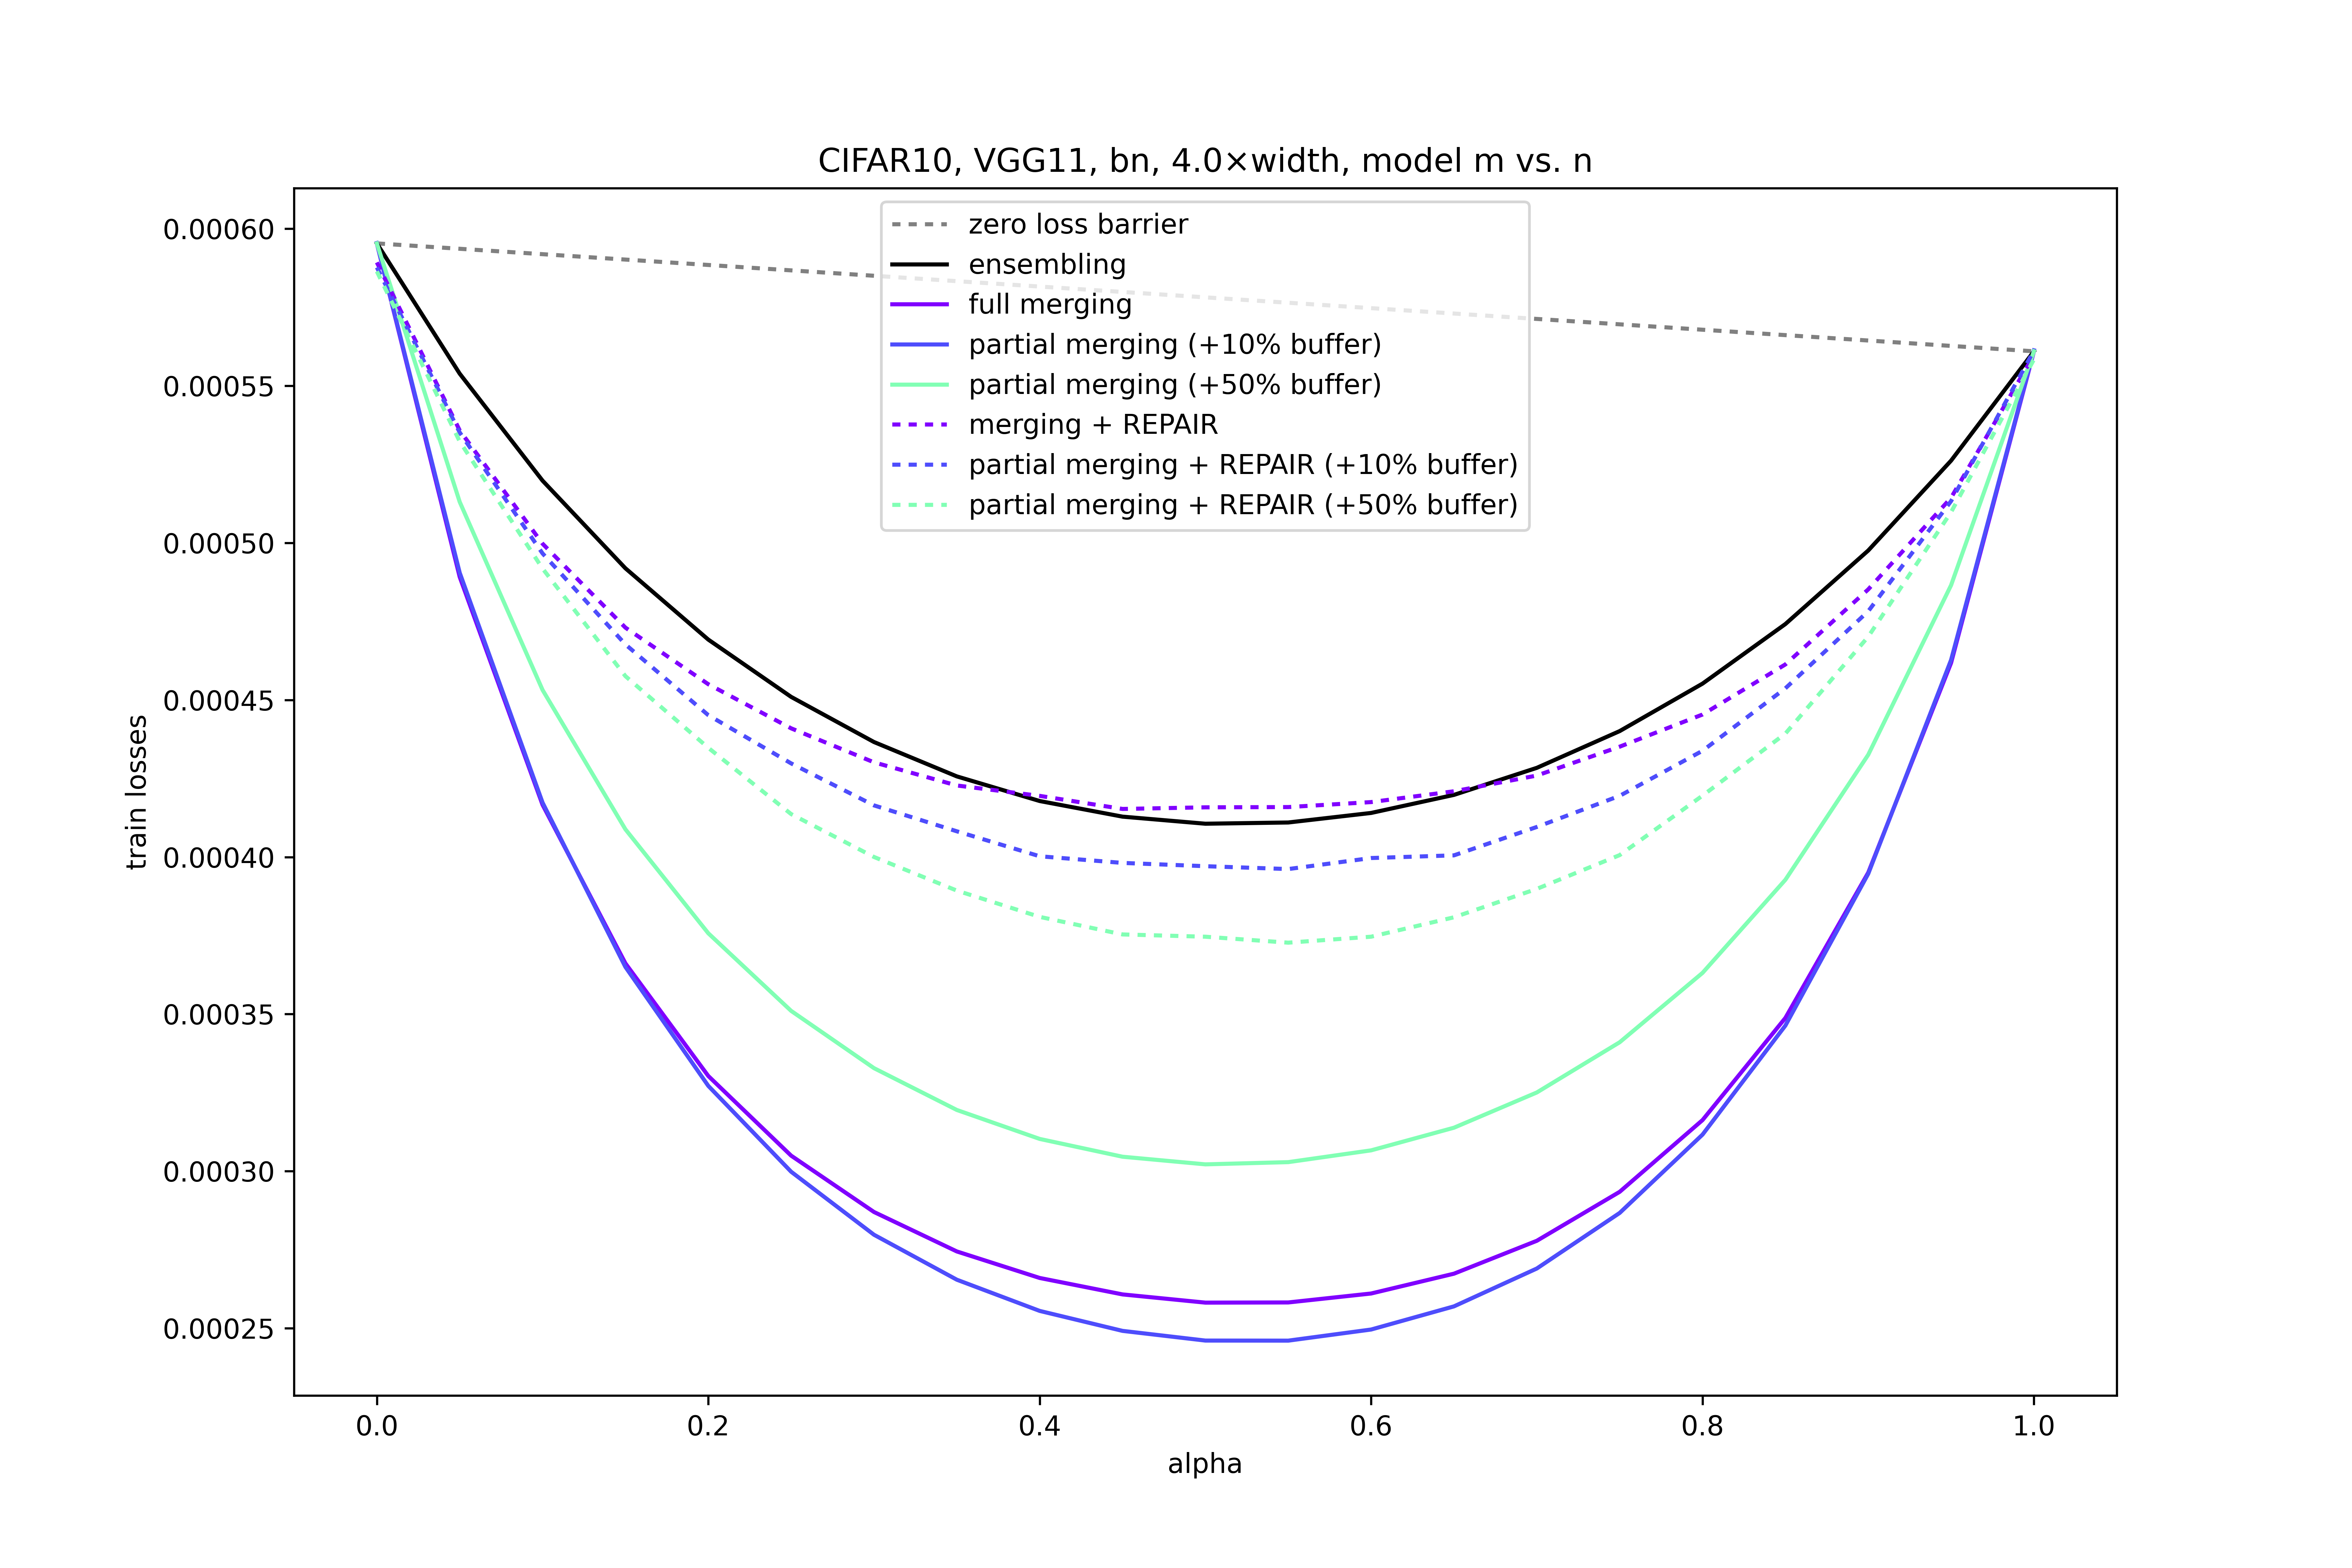 CIFAR10, VGG11, bn, 4.0×width, model m vs. n
zero loss barrier
ensembling
full merging
partial merging (+10% buffer)
partial merging (+50% buffer)
merging + REPAIR
partial merging + REPAIR (+10% buffer)
partial merging + REPAIR (+50% buffer)
train losses
0.00060
0.00055
0.00050
0.00045
0.00040
0.00035
0.00030
0.00025
0.0 0.2 0.4 0.6 0.8 1.0
alpha